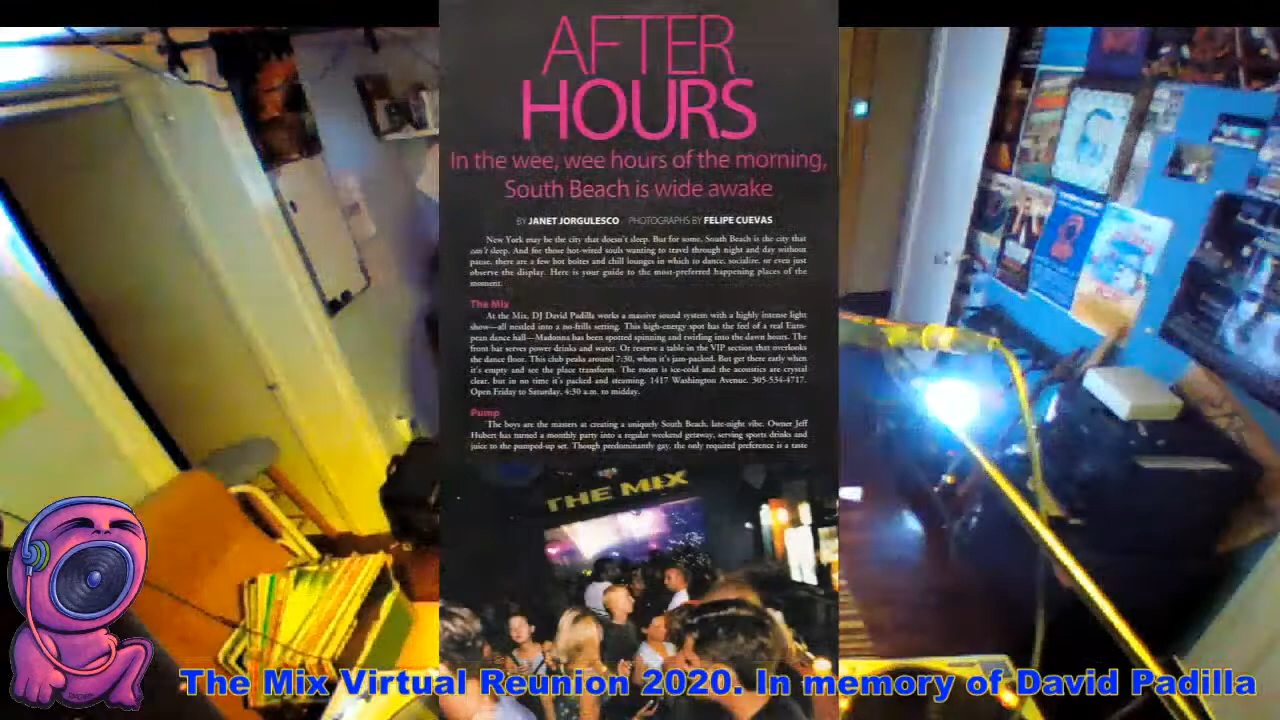 AFTER
HOURS
In the wee, wee hours of the morning,
South Beach is wide awake
BY JANET JORGULESCO PHOTOGRAPHS BY FELIPE CUEVAS
New York may be the city that doesn't sleep. But for some, South Beach is the city that
can't sleep. And for those hot-wired souls wanting to travel through night and day without
pause, there are a few hot boites and chill lounges in which to dance, socialize, or even just
observe the display. Here is your guide to the most-preferred happening places of the
moment.
The Mix
At the Mix, DJ David Padilla works a massive sound system with a highly intense light
show—all nestled into a no-frills setting. This high-energy spot has the feel of a real Euro-
pean dance hall—Madonna has been spotted spinning and twirling into the dawn hours. The
front bar serves power drinks and water. Or reserve a table in the VIP section that overlooks
the dance floor. This club peaks around 7:30, when it's jam-packed. But get there early when
it's empty and see the place transform. The room is ice-cold and the acoustics are crystal
clear, but in no time it's packed and steaming. 1417 Washington Avenue. 305-534-4717.
Open Friday to Saturday, 4:30 a.m. to midday.
Pump
The boys are the masters at creating a uniquely South Beach, late-night vibe. Owner Jeff
Hubert has turned a monthly party into a regular weekend getaway, serving sports drinks and
juice to the pumped-up set. Though predominantly gay, the only required preference is a taste
THE MIX
The Mix Virtual Reunion 2020. In memory of David Padilla